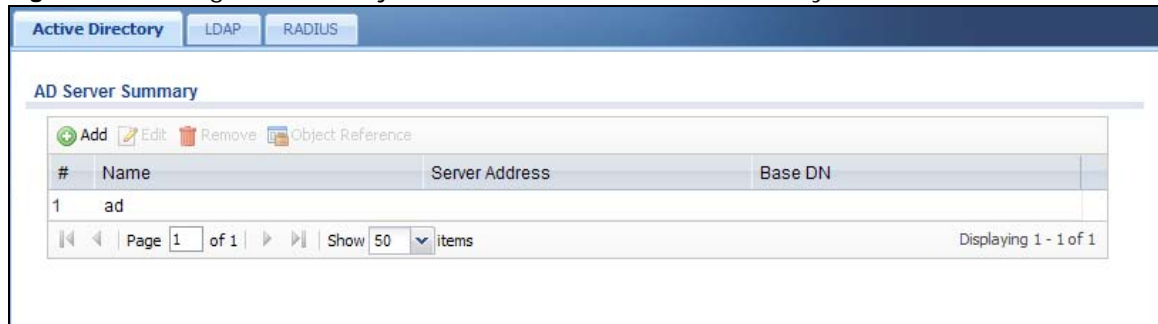 Active Directory LDAP RADIUS
AD Server Summary
Add Edit Remove Object Reference
# Name Server Address Base DN
1 ad
Page 1 of 1 Show 50 items Displaying 1 - 1 of 1